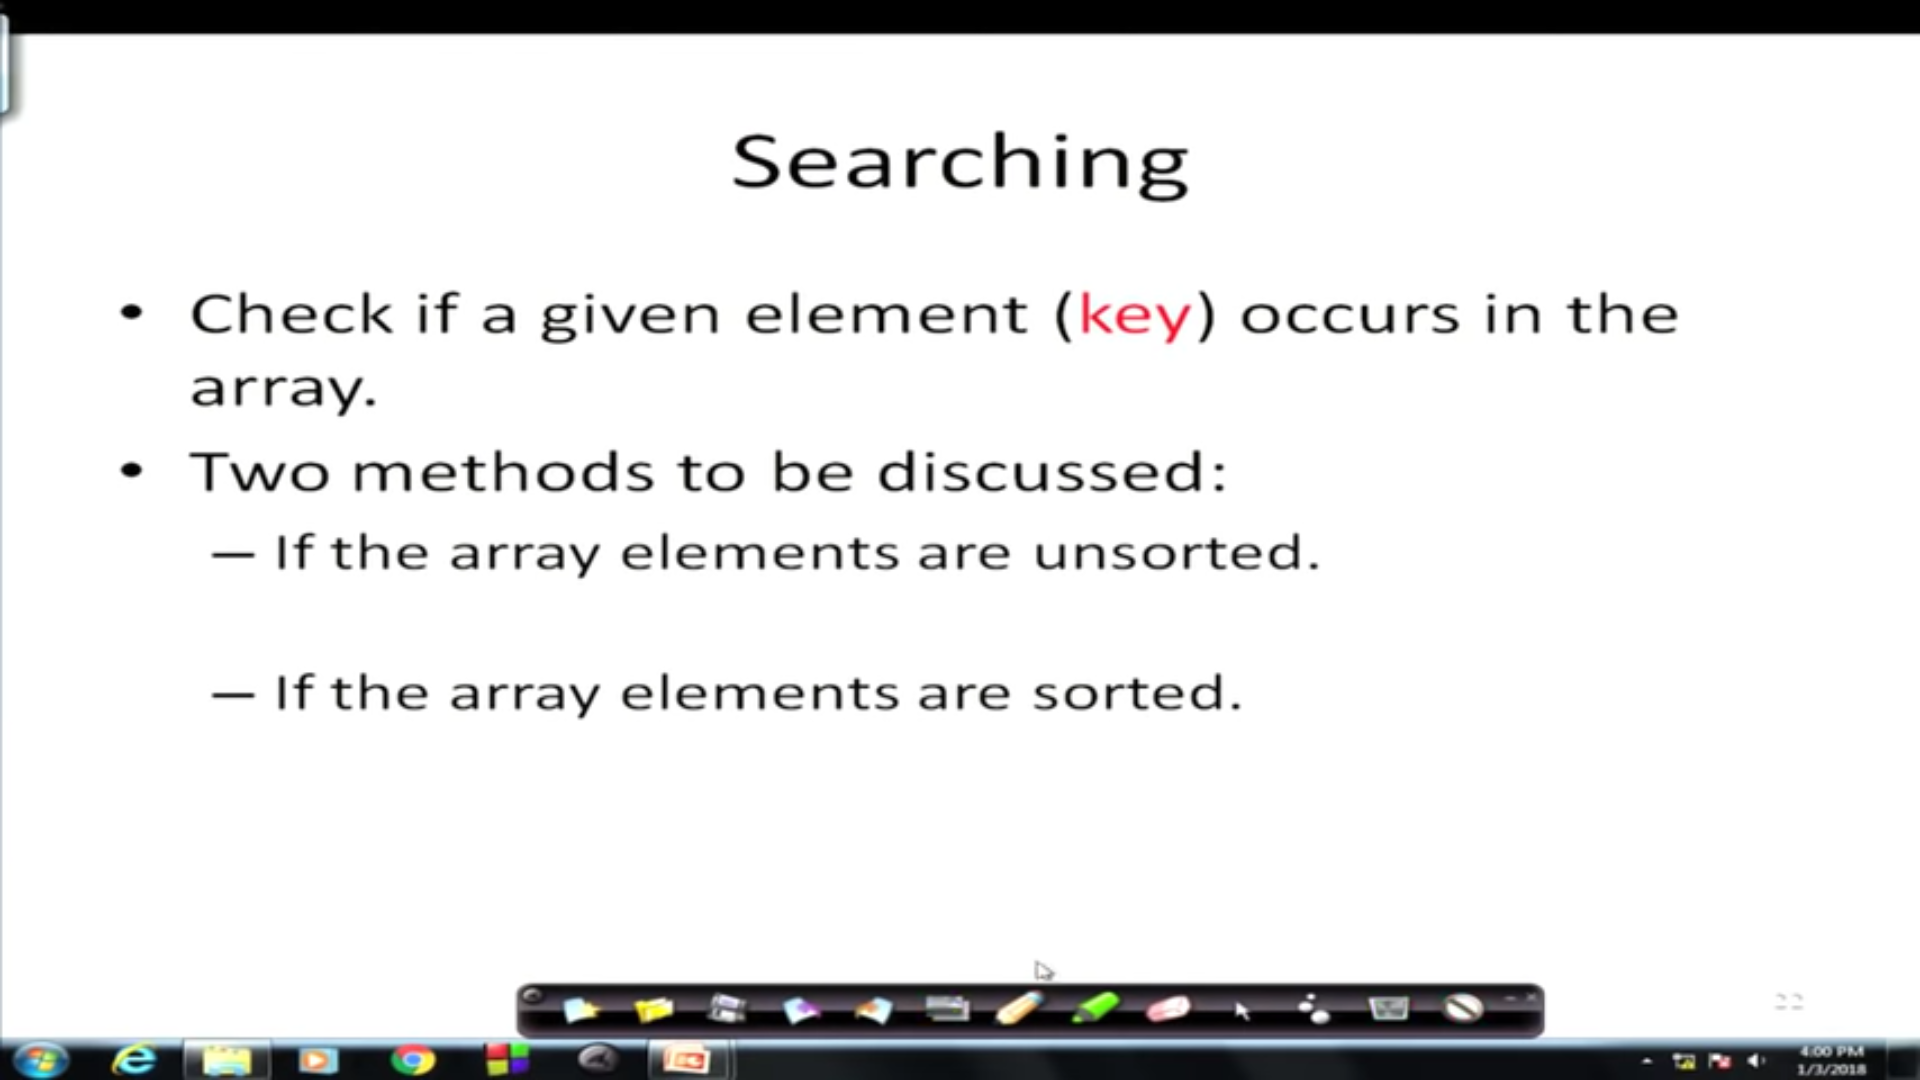 Searching
• Check if a given element (key) occurs in the
array.
• Two methods to be discussed:
– If the array elements are unsorted.
– If the array elements are sorted.
4:00 PM
1/3/2018